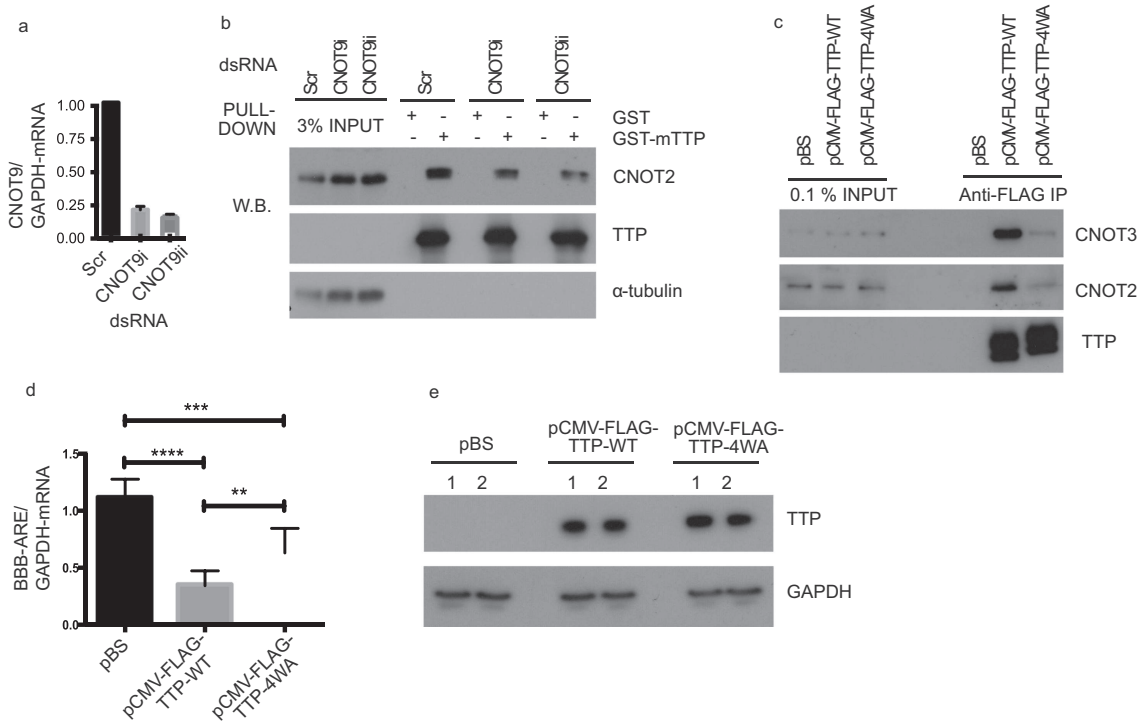 a
CNOT9/
GAPDH-mRNA
1.00
0.75
0.50
0.25
0.00
Scr
CNOT9i
CNOT9ii
dsRNA
b
dsRNA
Scr
CNOT9i
CNOT9ii
Scr
CNOT9i
CNOT9ii
PULL-
DOWN
3% INPUT
+ - + - + - GST
- + - + - + GST-mTTP
W.B.
CNOT2
TTP
α-tubulin
c
pBS
pCMV-FLAG-TTP-WT
pCMV-FLAG-TTP-4WA
pBS
pCMV-FLAG-TTP-WT
pCMV-FLAG-TTP-4WA
0.1 % INPUT
Anti-FLAG IP
CNOT3
CNOT2
TTP
d
BBB-ARE/
GAPDH-mRNA
***
****
**
1.5
1.0
0.5
0.0
pBS
pCMV-FLAG-
TTP-WT
pCMV-FLAG-
TTP-4WA
e
pBS
pCMV-FLAG-
TTP-WT
pCMV-FLAG-
TTP-4WA
1 2 1 2 1 2
TTP
GAPDH